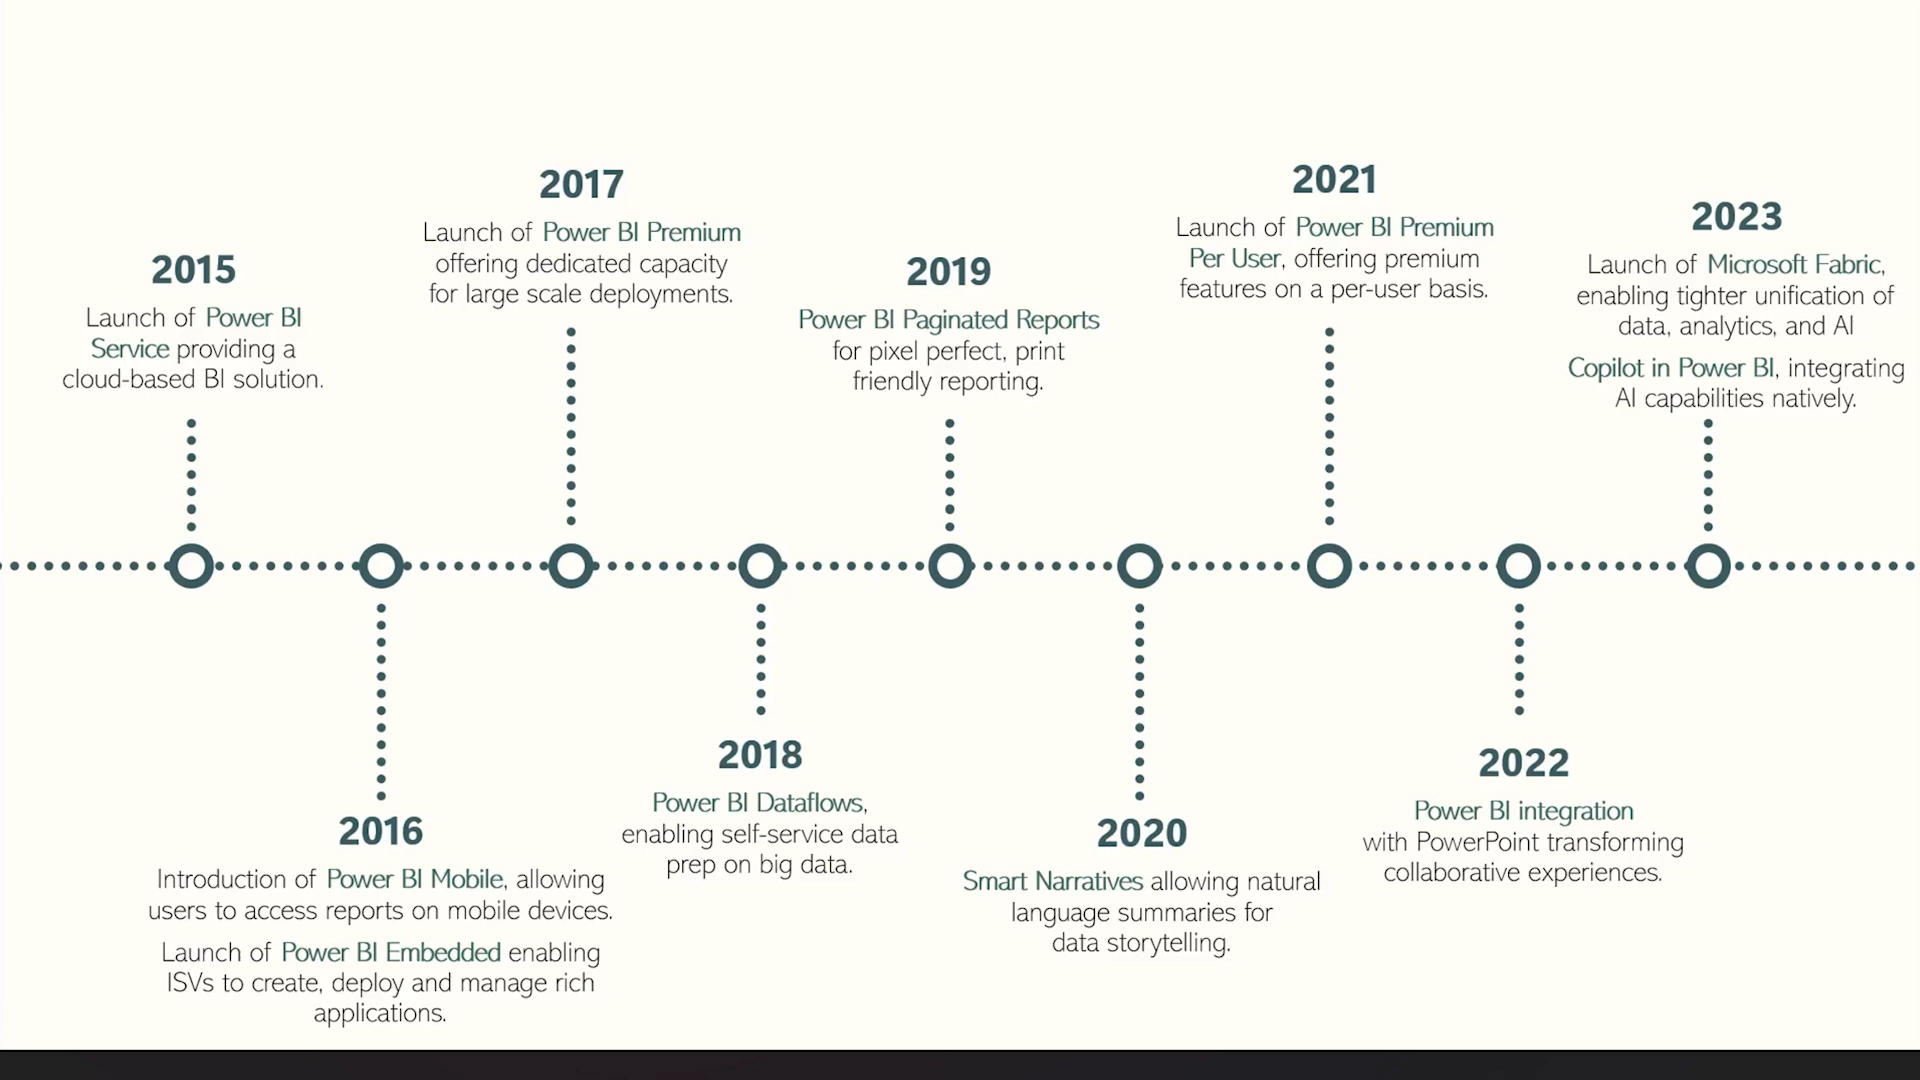 2015
Launch of Power BI
Service providing a
cloud-based BI solution.
2016
Introduction of Power BI Mobile, allowing
users to access reports on mobile devices.
Launch of Power BI Embedded enabling
ISVs to create, deploy and manage rich
applications.
2017
Launch of Power BI Premium
offering dedicated capacity
for large scale deployments.
2018
Power BI Dataflows,
enabling self-service data
prep on big data.
2019
Power BI Paginated Reports
for pixel perfect, print
friendly reporting.
2020
Smart Narratives allowing natural
language summaries for
data storytelling.
2021
Launch of Power BI Premium
Per User, offering premium
features on a per-user basis.
2022
Power BI integration
with PowerPoint transforming
collaborative experiences.
2023
Launch of Microsoft Fabric,
enabling tighter unification of
data, analytics, and AI
Copilot in Power BI, integrating
AI capabilities natively.